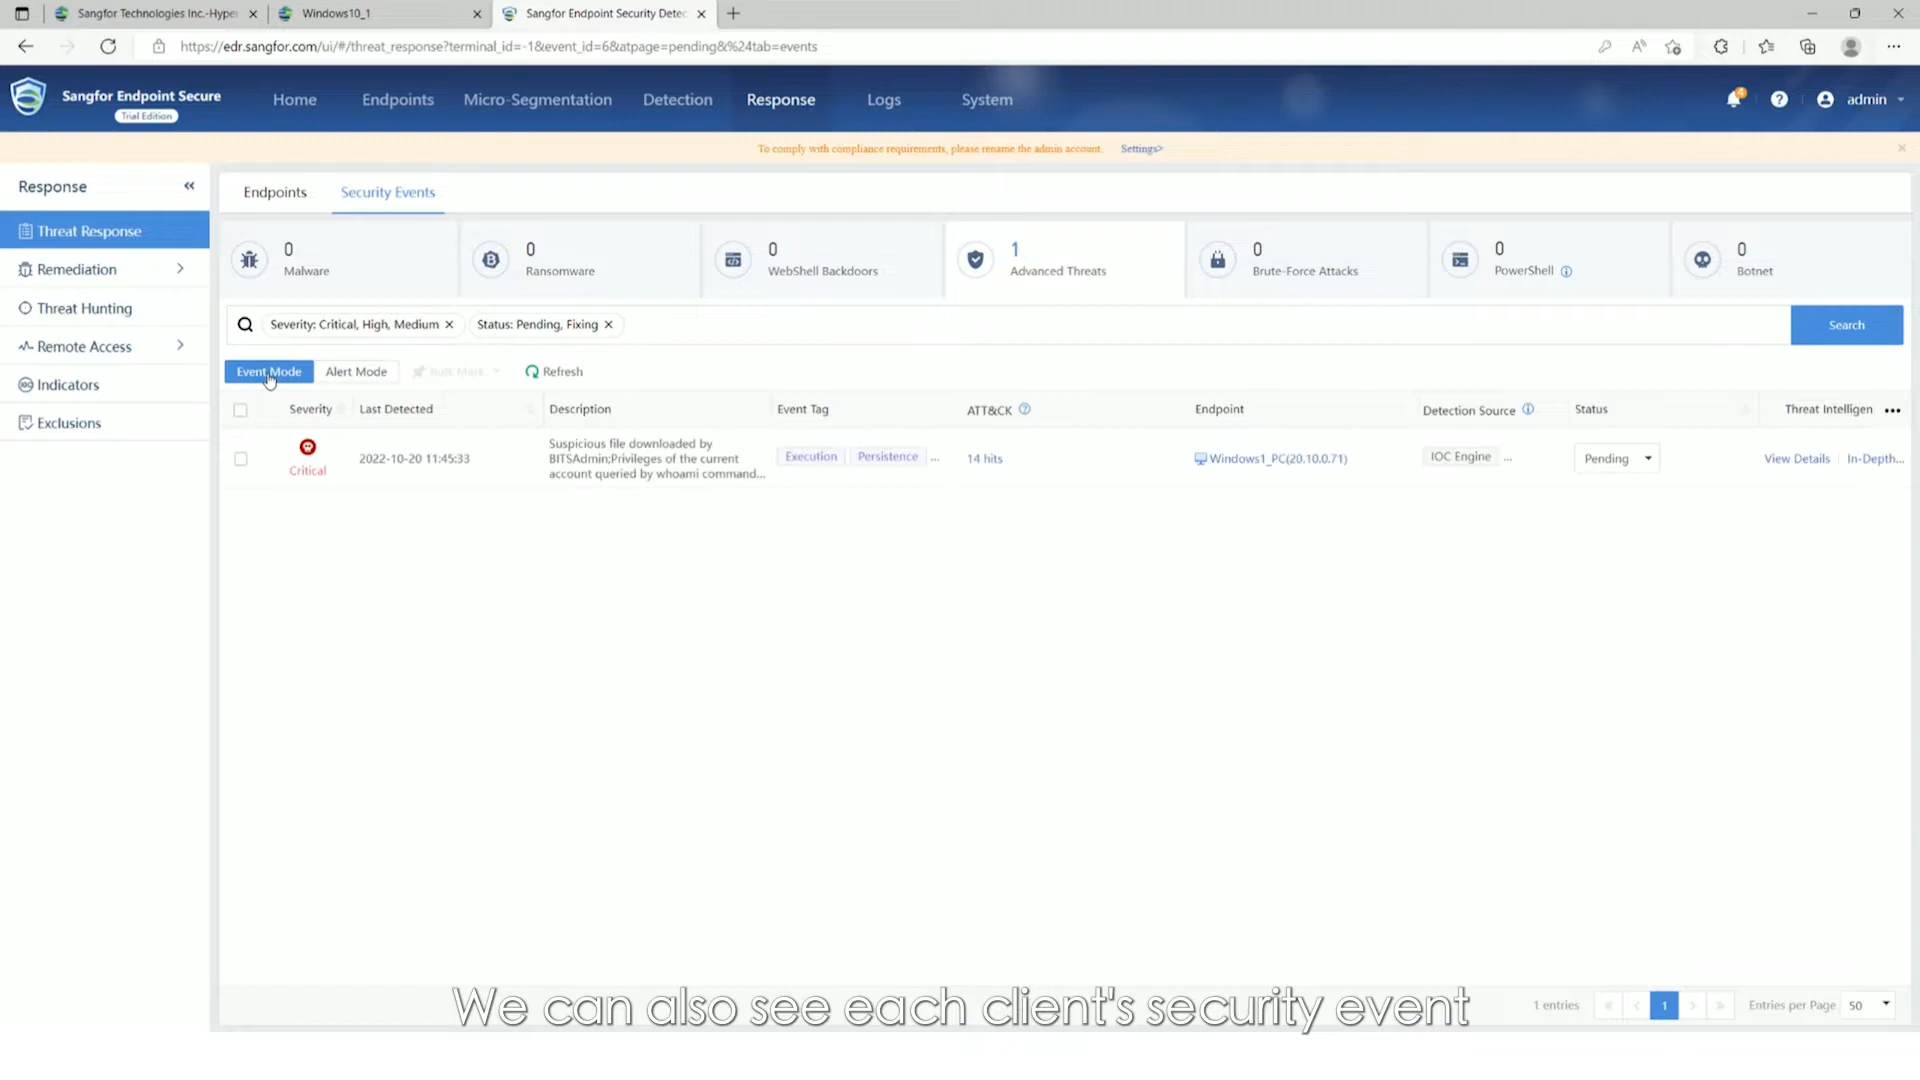 Sangfor Technologies Inc.-Hype
Windows10_1
Sangfor Endpoint Security Detec
https://edr.sangfor.com/ui/#/threat_response?terminal_id=-1&event_id=6&atpage=pending&%24tab=events
Sangfor Endpoint Secure
Trial Edition
Home
Endpoints
Micro-Segmentation
Detection
Response
Logs
System
4
admin
To comply with compliance requirements, please rename the admin account. Settings>
Response
Threat Response
Remediation
Threat Hunting
Remote Access
Indicators
Exclusions
Endpoints
Security Events
0
Malware
0
Ransomware
0
WebShell Backdoors
1
Advanced Threats
0
Brute-Force Attacks
0
PowerShell
0
Botnet
Severity: Critical, High, Medium
Status: Pending, Fixing
Search
Event Mode
Alert Mode
Bulk Mark
Refresh
Severity
Last Detected
Description
Event Tag
ATT&CK
Endpoint
Detection Source
Status
Threat Intelligen
Critical
2022-10-20 11:45:33
Suspicious file downloaded by
BITSAdmin;Privileges of the current
account queried by whoami command...
Execution
Persistence
...
14 hits
Windows1_PC(20.10.0.71)
IOC Engine
...
Pending
View Details
In-Depth...
1 entries
1
Entries per Page
50
We can also see each client's security event